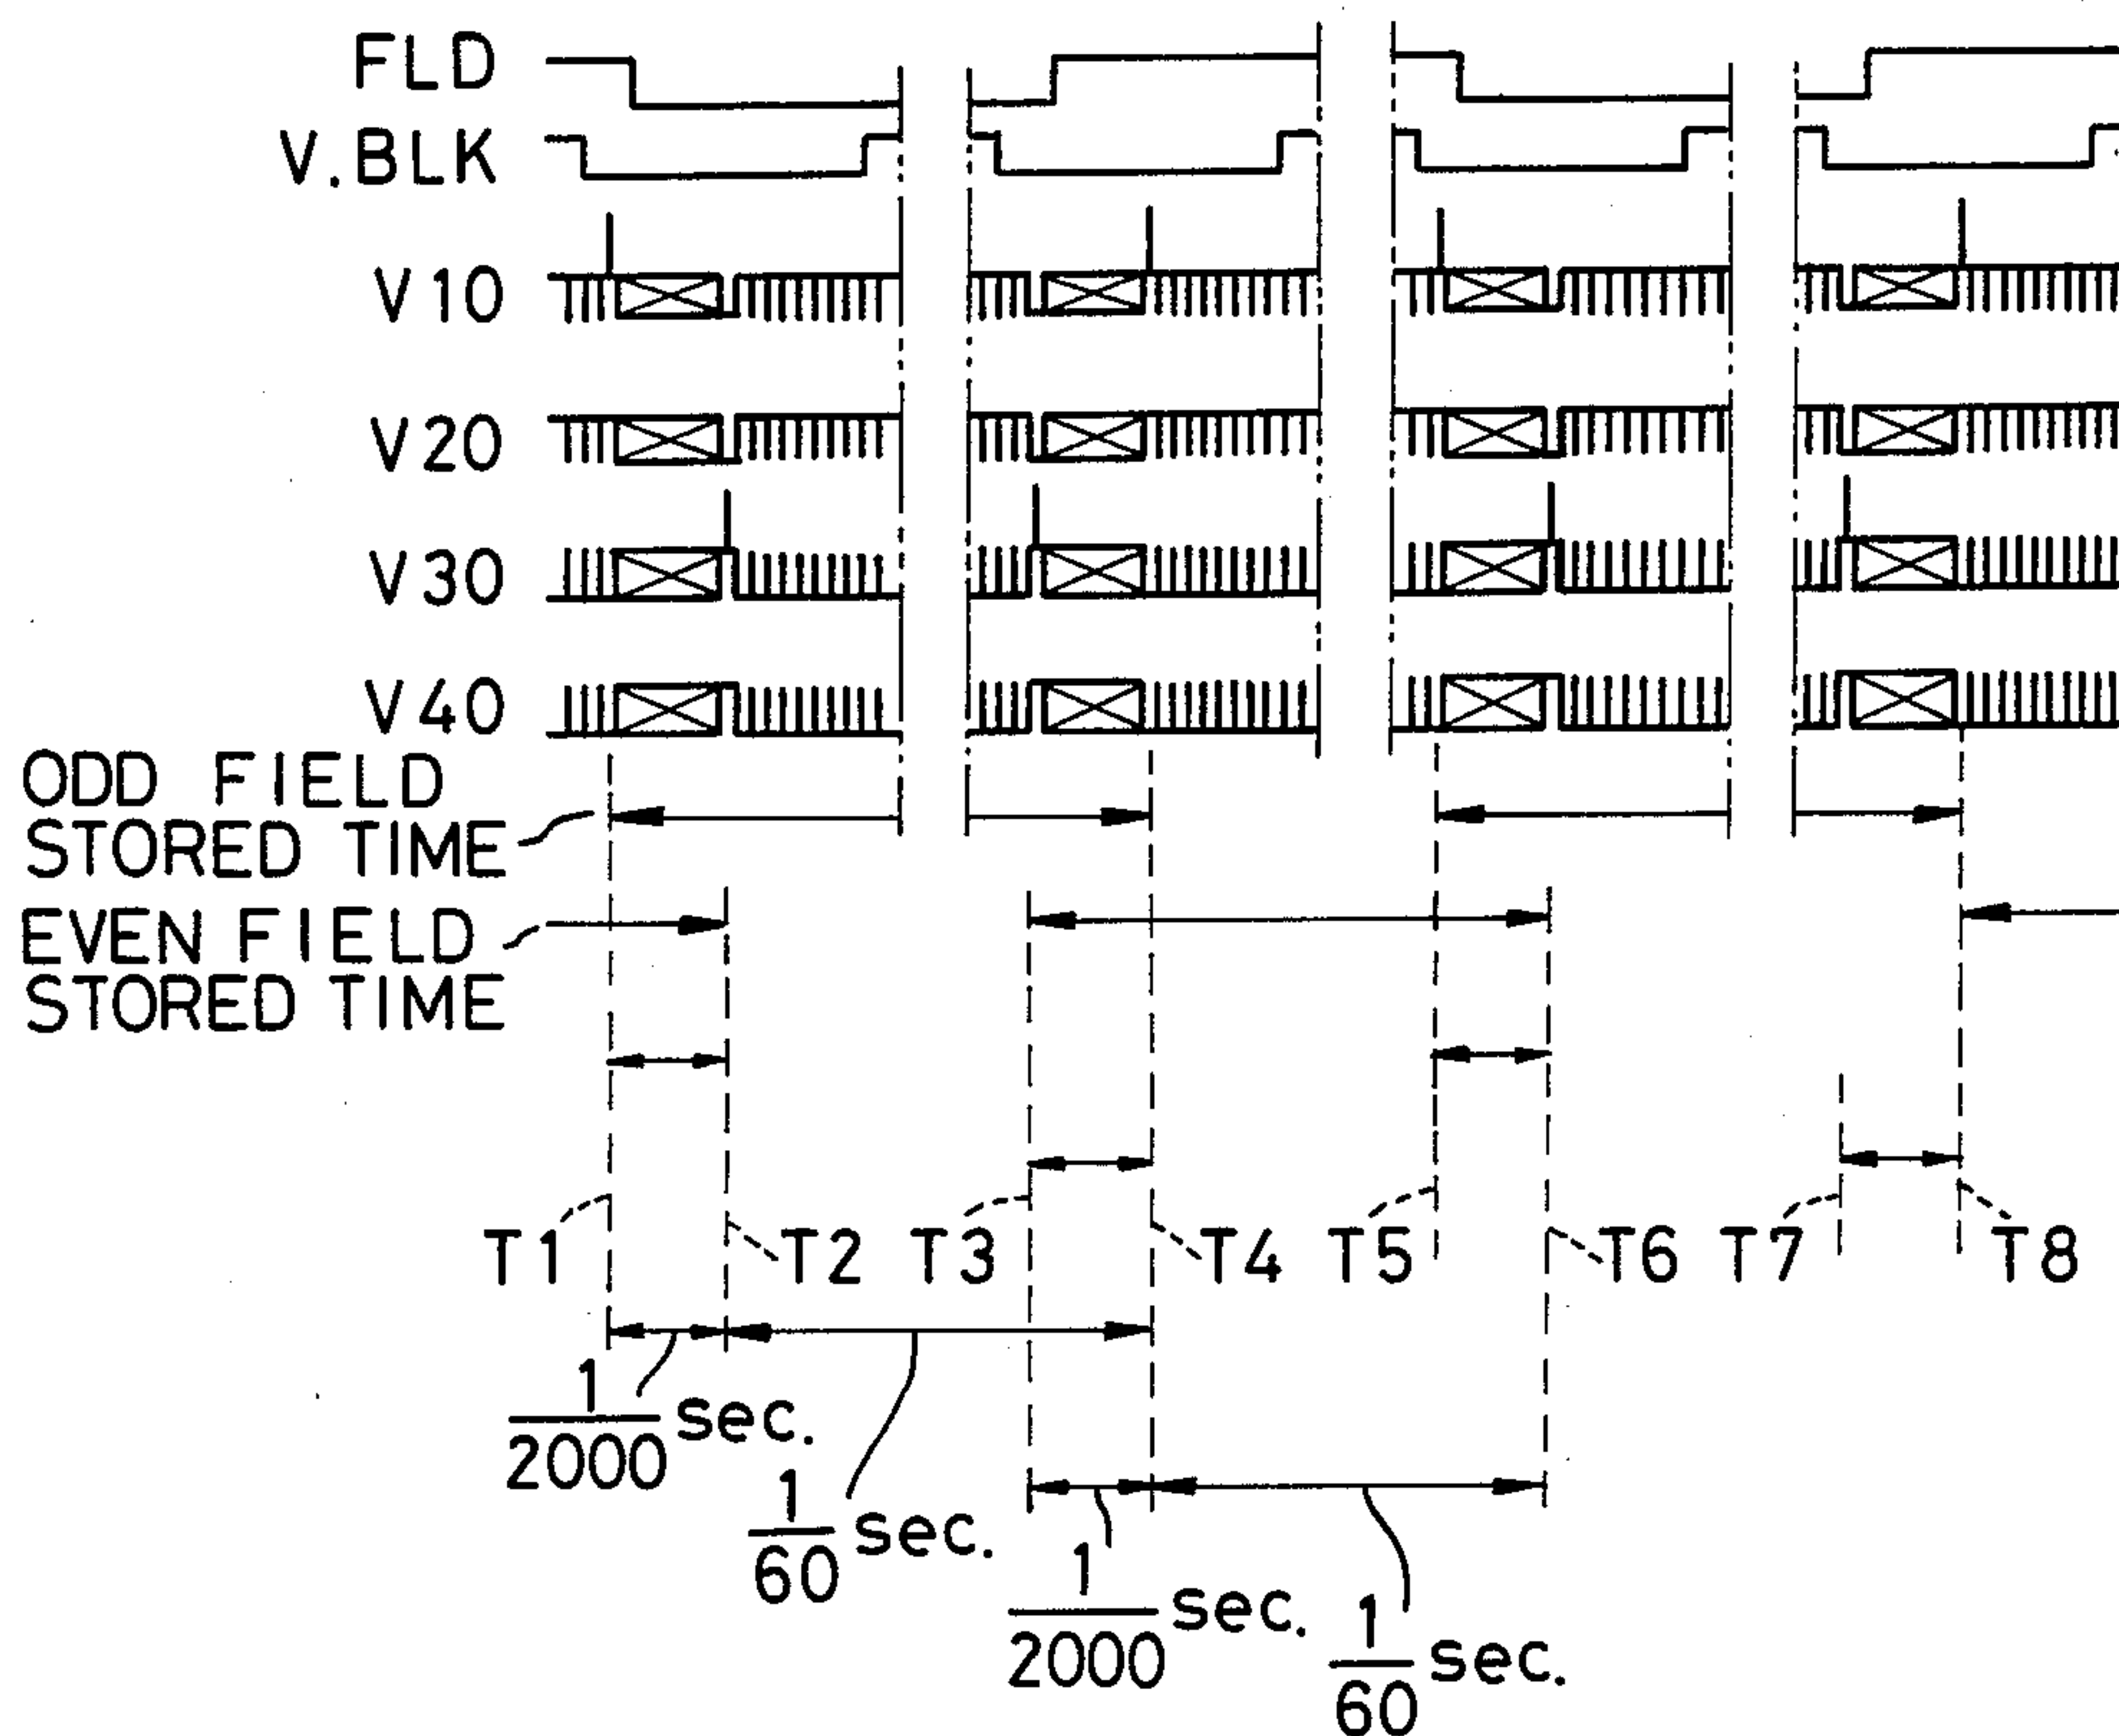 FLD
V.BLK
V10
V20
V30
V40
ODD FIELD
STORED TIME
EVEN FIELD
STORED TIME
T1 T2 T3 T4 T5 T6 T7 T8
1/2000 sec.
1/60 sec.
1/2000 sec.
1/60 sec.